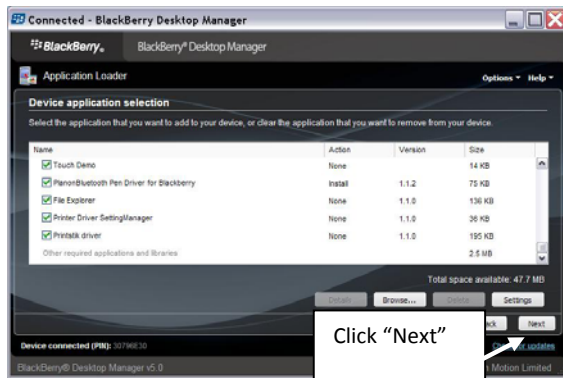 Connected - BlackBerry Desktop Manager
BlackBerry® BlackBerry® Desktop Manager
Application Loader Options Help
Device application selection
Select the application that you want to add to your device, or clear the application that you want to remove from your device.
Name Action Version Size
Touch Demo None 14 KB
PlanonBluetooth Pen Driver for Blackberry Install 1.1.2 75 KB
File Explorer None 1.1.0 136 KB
Printer Driver SettingManager None 1.1.0 36 KB
Printstik driver None 1.1.0 195 KB
Other required applications and libraries 2.5 MB
Total space available: 47.7 MB
Details Browse... Delete Settings
Next
Click “Next”
Device connected (PIN): 30796E30 updates
BlackBerry® Desktop Manager v5.0 Motion Limited